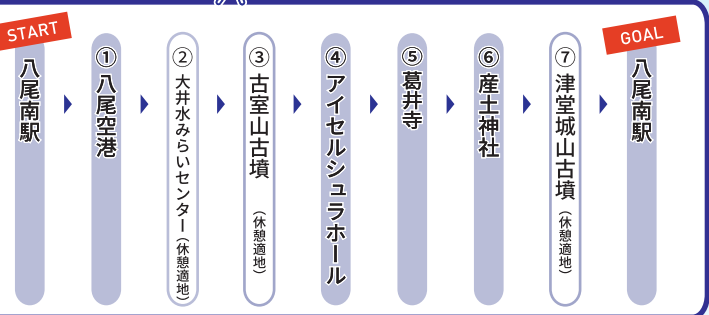 START
八尾南駅
①八尾空港
②大井水みらいセンター(休憩適地)
③古室山古墳(休憩適地)
④アイセルシュラホール
⑤葛井寺
⑥産土神社
⑦津堂城山古墳(休憩適地)
GOAL
八尾南駅